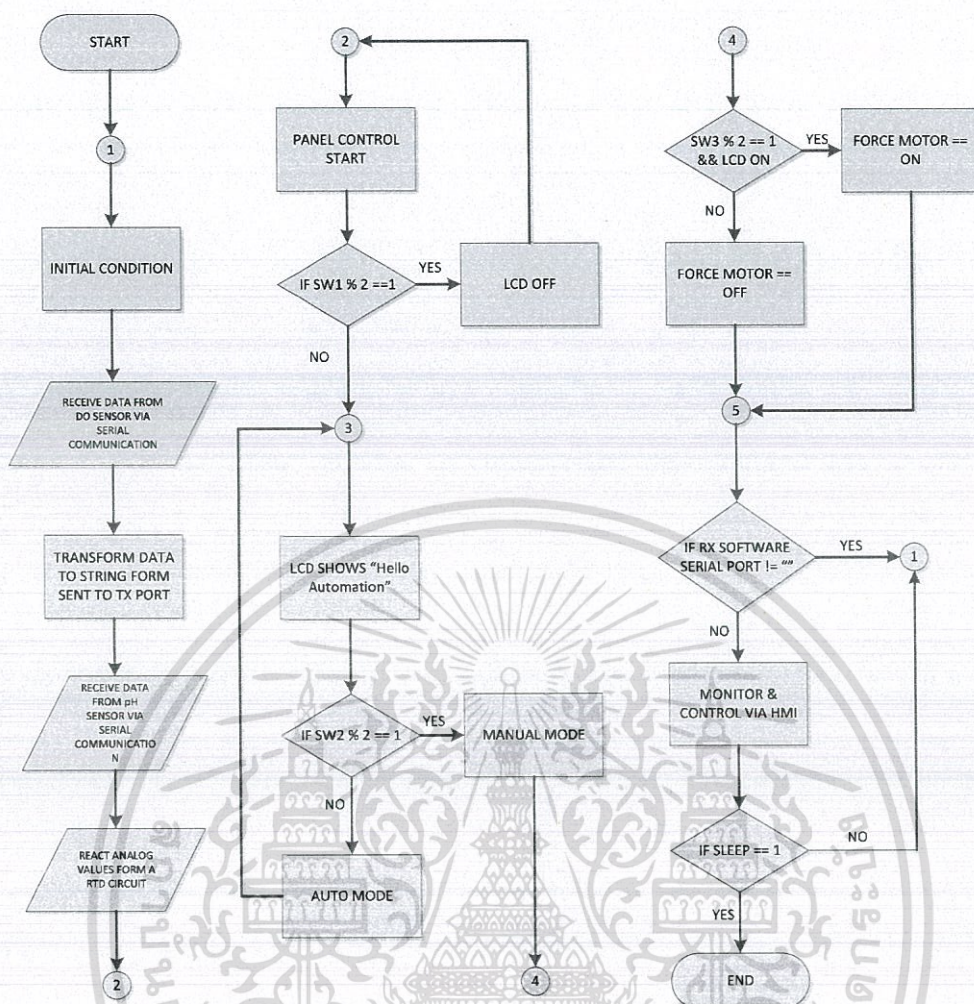 START
1
INITIAL CONDITION
RECEIVE DATA FROM
DO SENSOR VIA
SERIAL
COMMUNICATION
TRANSFORM DATA
TO STRING FORM
SENT TO TX PORT
RECEIVE DATA
FROM pH
SENSOR VIA
SERIAL
COMMUNICATIO
N
REACT ANALOG
VALUES FORM A
RTD CIRCUIT
2
2
PANEL CONTROL
START
IF SW1 % 2 ==1
YES
LCD OFF
NO
3
LCD SHOWS “Hello
Automation”
IF SW2 % 2 == 1
YES
MANUAL MODE
NO
AUTO MODE
4
4
SW3 % 2 == 1
&& LCD ON
YES
FORCE MOTOR ==
ON
NO
FORCE MOTOR ==
OFF
5
IF RX SOFTWARE
SERIAL PORT != “”
YES
1
NO
MONITOR &
CONTROL VIA HMI
IF SLEEP == 1
NO
YES
END